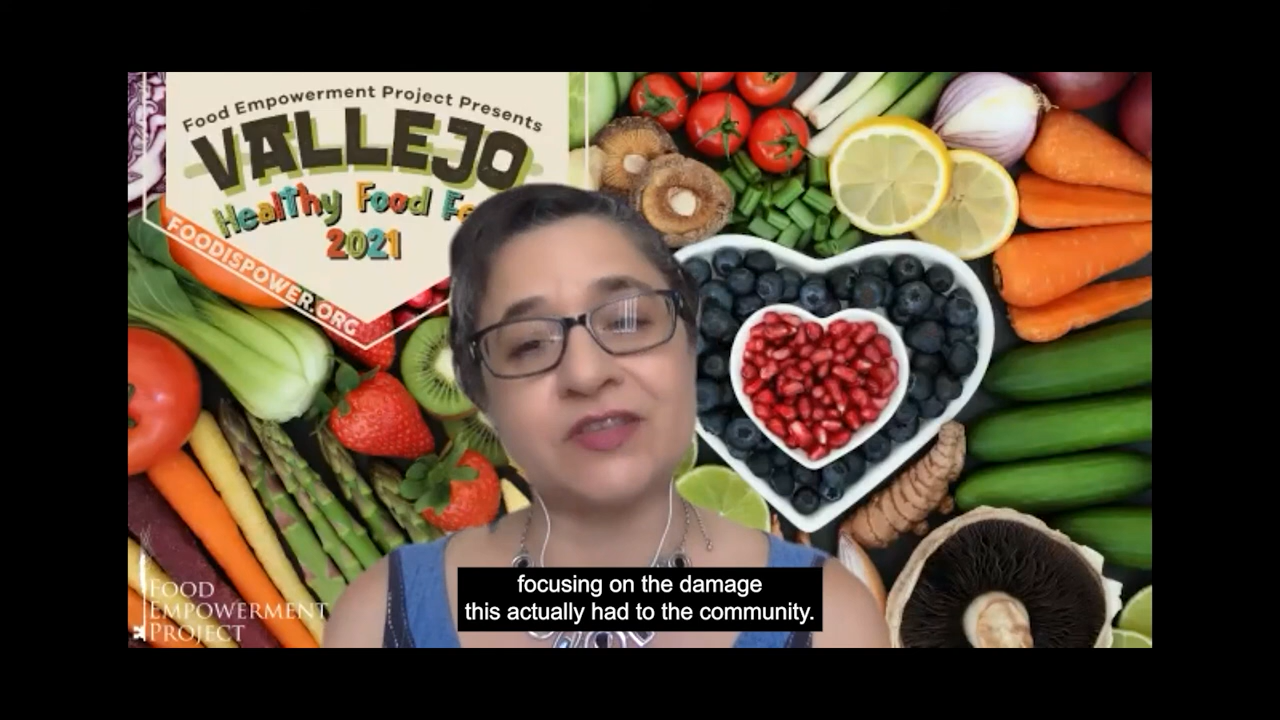 Food Empowerment Project Presents
VALLEJO
Healthy Food
2021
FOODISPOWER.ORG
FOOD
EMPOWERMENT
PROJECT
focusing on the damage
this actually had to the community.